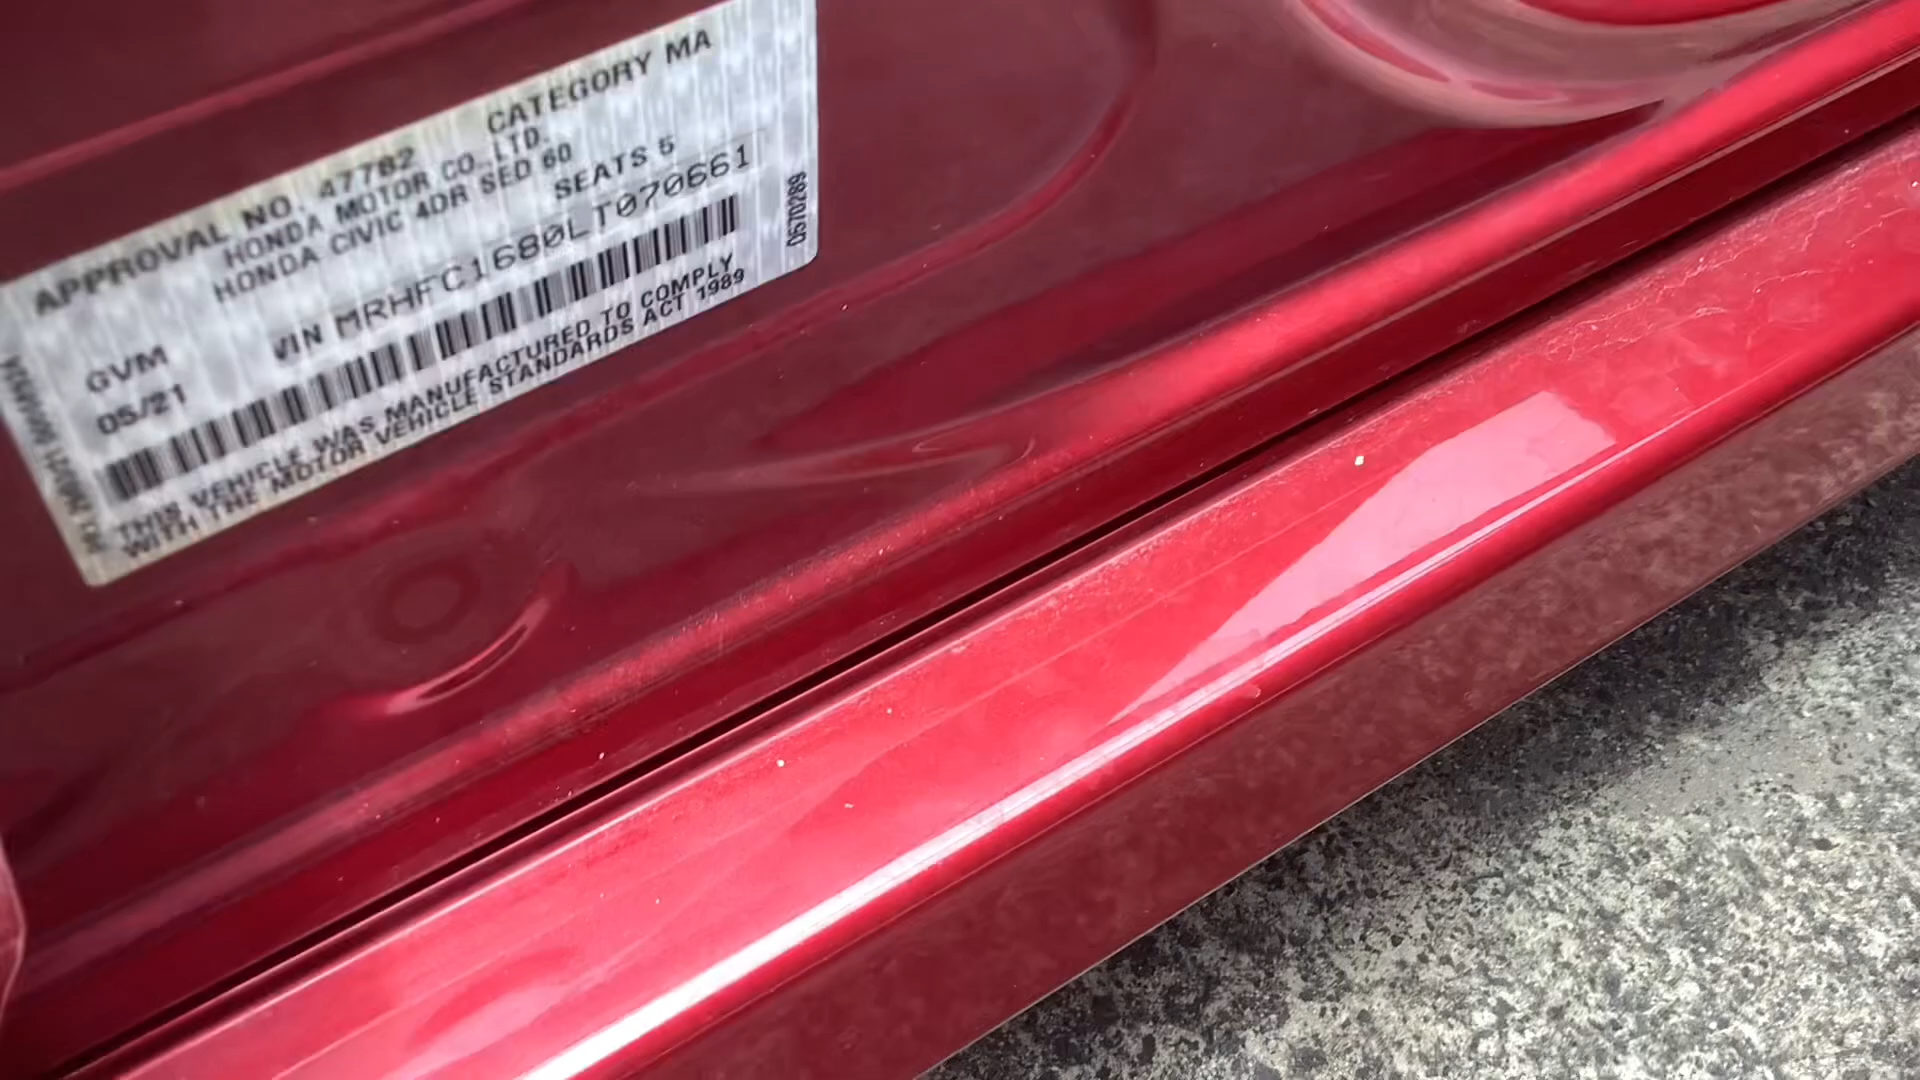 APPROVAL NO. 47782 CATEGORY MA
HONDA MOTOR CO.,LTD.
HONDA CIVIC 4DR SED 60
SEATS 5
GVM VIN MRHFC1680LT070661
05/21
THIS VEHICLE WAS MANUFACTURED TO COMPLY
WITH THE MOTOR VEHICLE STANDARDS ACT 1989
0570289